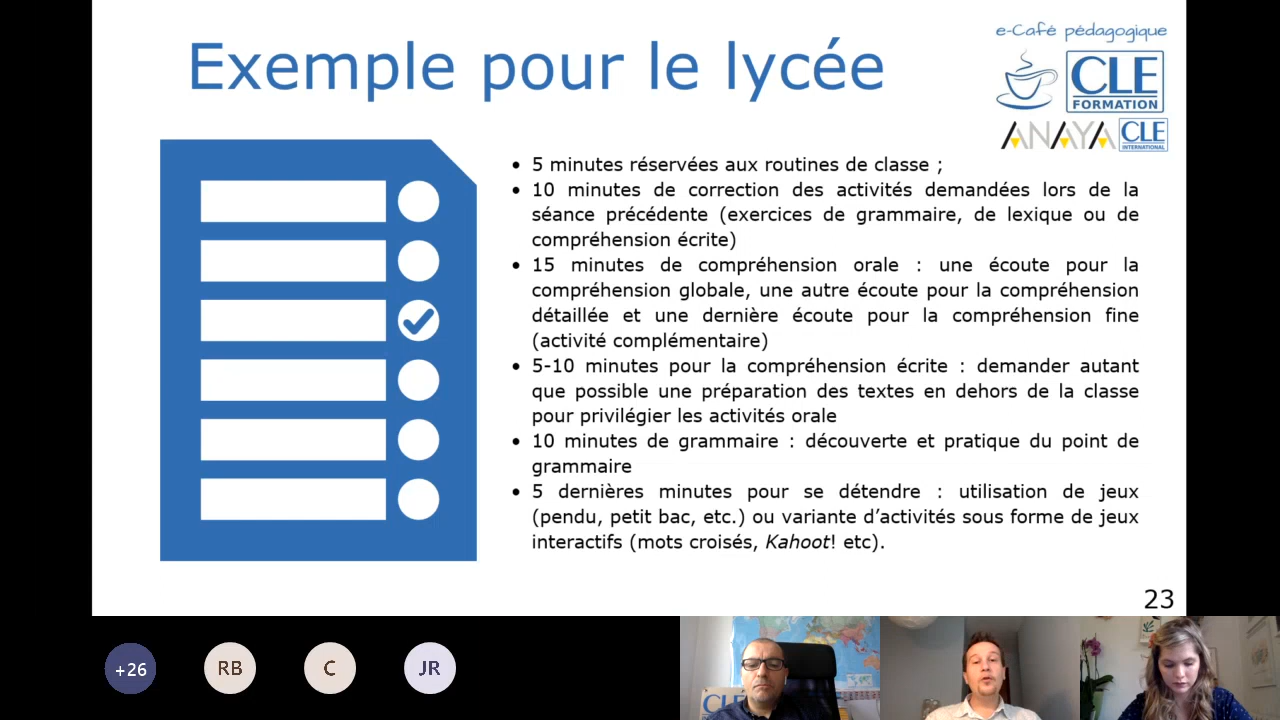 Exemple pour le lycée
e-Café pédagogique
CLE
FORMATION
ANAYA
CLE
INTERNATIONAL
• 5 minutes réservées aux routines de classe ;
• 10 minutes de correction des activités demandées lors de la
séance précédente (exercices de grammaire, de lexique ou de
compréhension écrite)
• 15 minutes de compréhension orale : une écoute pour la
compréhension globale, une autre écoute pour la compréhension
détaillée et une dernière écoute pour la compréhension fine
(activité complémentaire)
• 5-10 minutes pour la compréhension écrite : demander autant
que possible une préparation des textes en dehors de la classe
pour privilégier les activités orale
• 10 minutes de grammaire : découverte et pratique du point de
grammaire
• 5 dernières minutes pour se détendre : utilisation de jeux
(pendu, petit bac, etc.) ou variante d’activités sous forme de jeux
interactifs (mots croisés, Kahoot! etc).
23
+26
RB
C
JR
CLE